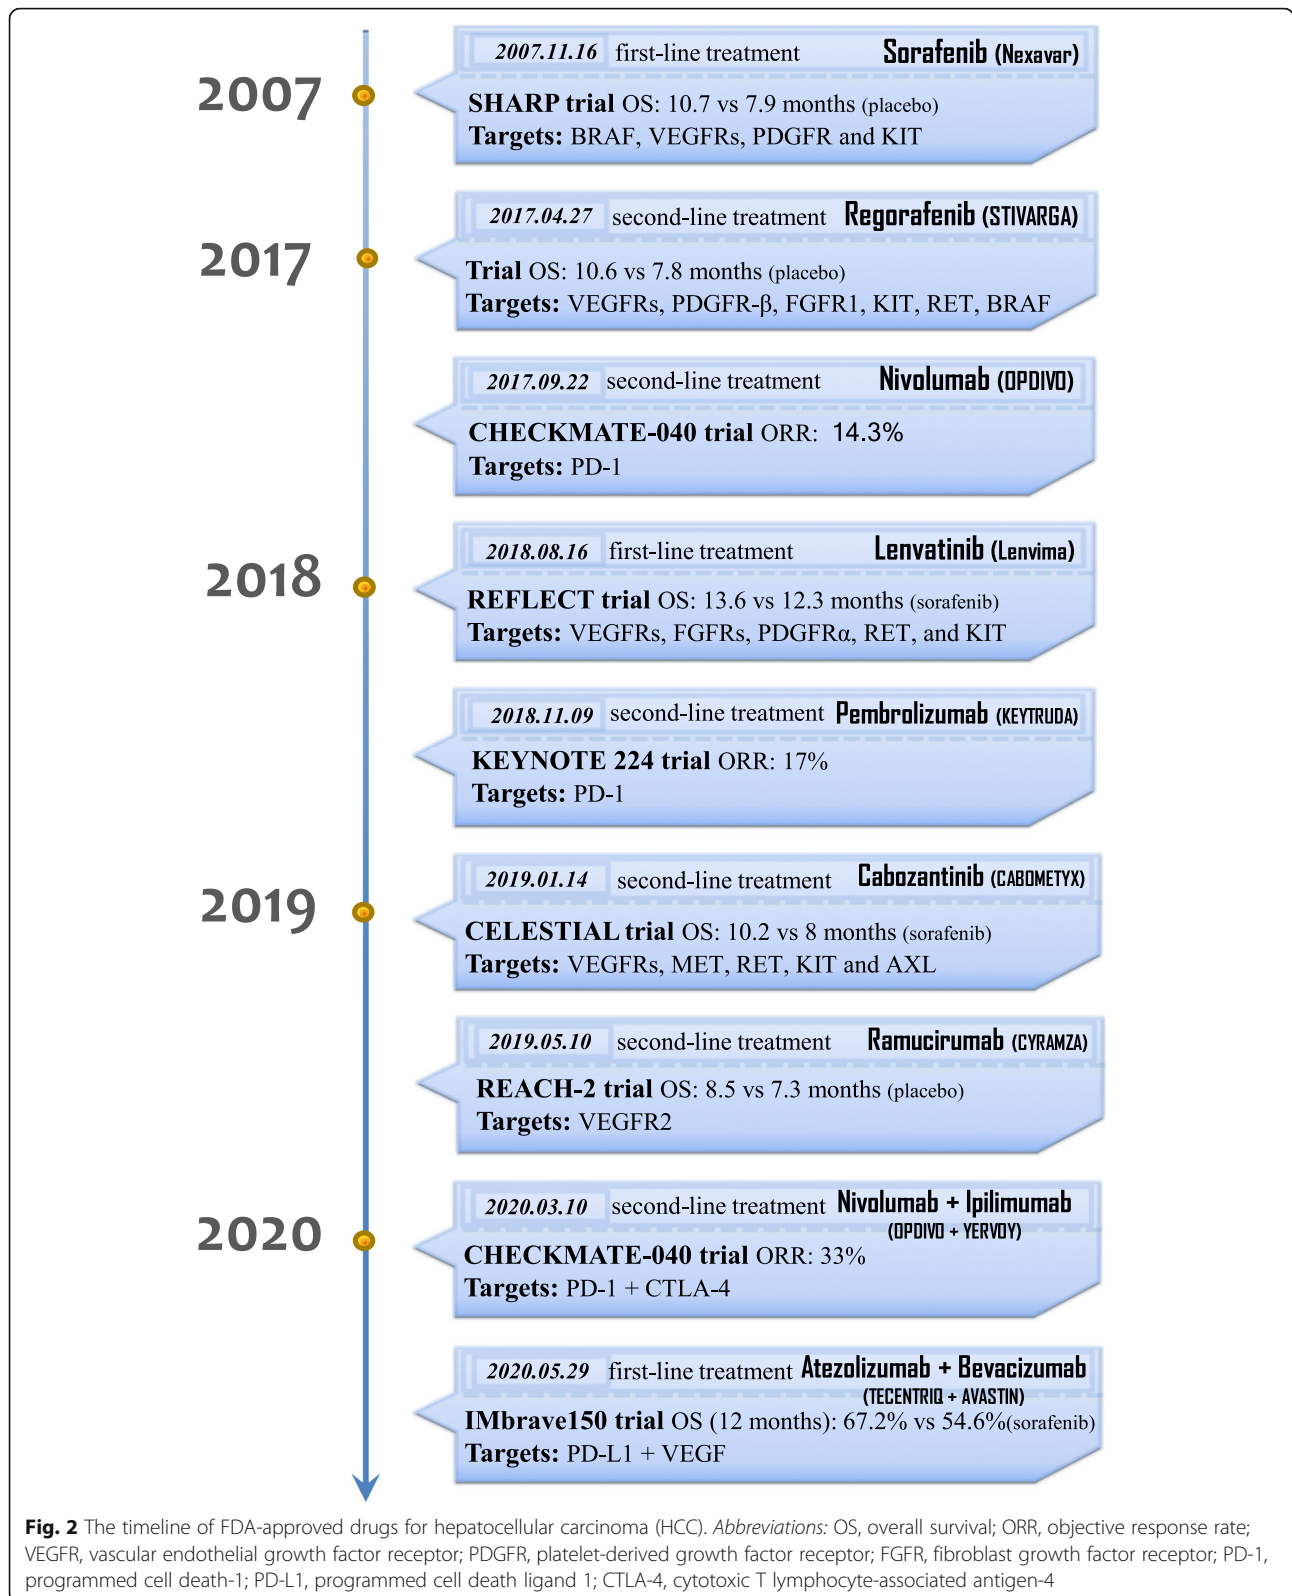 2007
2007.11.16 first-line treatment Sorafenib (Nexavar)
SHARP trial OS: 10.7 vs 7.9 months (placebo)
Targets: BRAF, VEGFRs, PDGFR and KIT
2017
2017.04.27 second-line treatment Regorafenib (STIVARGA)
Trial OS: 10.6 vs 7.8 months (placebo)
Targets: VEGFRs, PDGFR-β, FGFR1, KIT, RET, BRAF
2017.09.22 second-line treatment Nivolumab (OPDIVO)
CHECKMATE-040 trial ORR: 14.3%
Targets: PD-1
2018
2018.08.16 first-line treatment Lenvatinib (Lenvima)
REFLECT trial OS: 13.6 vs 12.3 months (sorafenib)
Targets: VEGFRs, FGFRs, PDGFRα, RET, and KIT
2018.11.09 second-line treatment Pembrolizumab (KEYTRUDA)
KEYNOTE 224 trial ORR: 17%
Targets: PD-1
2019
2019.01.14 second-line treatment Cabozantinib (CABOMETYX)
CELESTIAL trial OS: 10.2 vs 8 months (sorafenib)
Targets: VEGFRs, MET, RET, KIT and AXL
2019.05.10 second-line treatment Ramucirumab (CYRAMZA)
REACH-2 trial OS: 8.5 vs 7.3 months (placebo)
Targets: VEGFR2
2020
2020.03.10 second-line treatment Nivolumab + Ipilimumab
(OPDIVO + YERVOY)
CHECKMATE-040 trial ORR: 33%
Targets: PD-1 + CTLA-4
2020.05.29 first-line treatment Atezolizumab + Bevacizumab
(TECENTRIQ + AVASTIN)
IMbrave150 trial OS (12 months): 67.2% vs 54.6%(sorafenib)
Targets: PD-L1 + VEGF
Fig. 2 The timeline of FDA-approved drugs for hepatocellular carcinoma (HCC). Abbreviations: OS, overall survival; ORR, objective response rate;
VEGFR, vascular endothelial growth factor receptor; PDGFR, platelet-derived growth factor receptor; FGFR, fibroblast growth factor receptor; PD-1,
programmed cell death-1; PD-L1, programmed cell death ligand 1; CTLA-4, cytotoxic T lymphocyte-associated antigen-4